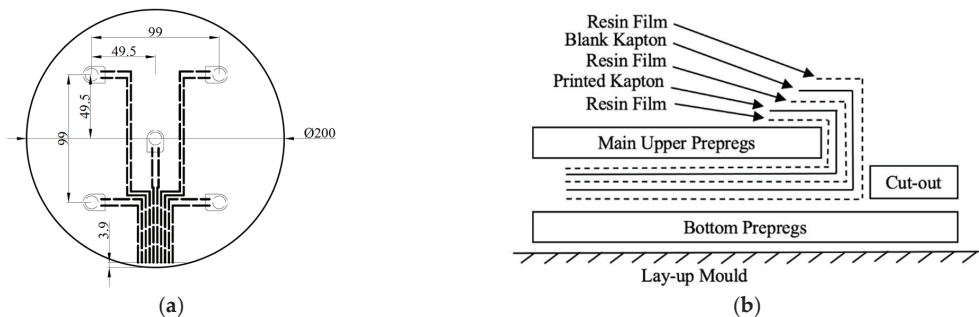 99
49.5
99
49.5
Ø200
3.9
(a)
Resin Film
Blank Kapton
Resin Film
Printed Kapton
Resin Film
Main Upper Prepregs
Cut-out
Bottom Prepregs
Lay-up Mould
(b)